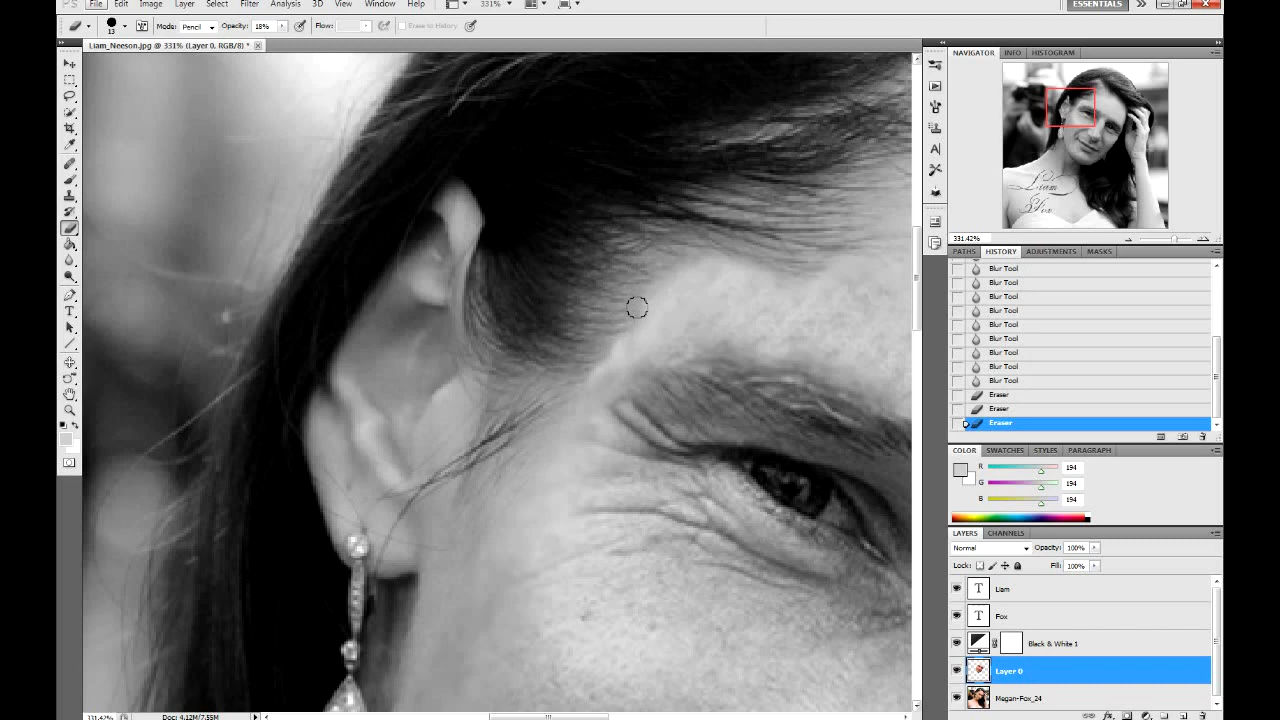 PS File Edit Image Layer Select Filter Analysis 3D View Window Help 331% ESSENTIALS
13 Mode: Pencil Opacity: 18% Flow: Erase to History
Liam_Neeson.jpg @ 331% (Layer 0, RGB/8) *
NAVIGATOR INFO HISTOGRAM
Liam
Fox
331.42%
PATHS HISTORY ADJUSTMENTS MASKS
Blur Tool
Blur Tool
Blur Tool
Blur Tool
Blur Tool
Blur Tool
Blur Tool
Blur Tool
Blur Tool
Eraser
Eraser
Eraser
COLOR SWATCHES STYLES PARAGRAPH
R 194
G 194
B 194
LAYERS CHANNELS
Normal Opacity: 100%
Lock: Fill: 100%
T Liam
T Fox
Black & White 1
Layer 0
Megan-Fox_24
331.42% Doc: 4.12M/7.55M